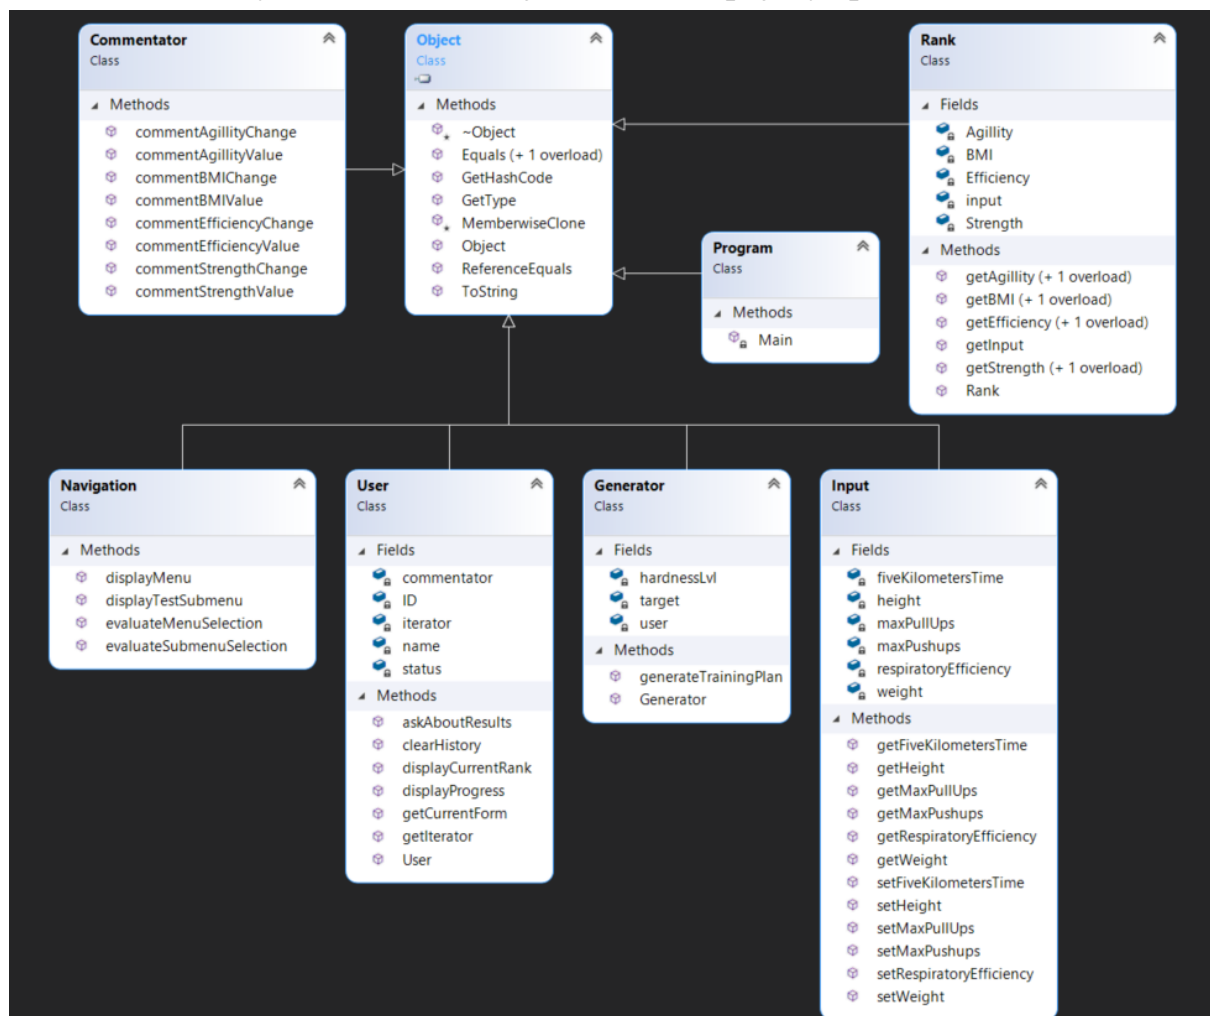 Commentator
Class
Methods
commentAgillityChange
commentAgillityValue
commentBMIChange
commentBMIValue
commentEfficiencyChange
commentEfficiencyValue
commentStrengthChange
commentStrengthValue
Object
Class
Methods
~Object
Equals (+ 1 overload)
GetHashCode
GetType
MemberwiseClone
Object
ReferenceEquals
ToString
Program
Class
Methods
Main
Rank
Class
Fields
Agillity
BMI
Efficiency
input
Strength
Methods
getAgillity (+ 1 overload)
getBMI (+ 1 overload)
getEfficiency (+ 1 overload)
getInput
getStrength (+ 1 overload)
Rank
Navigation
Class
Methods
displayMenu
displayTestSubmenu
evaluateMenuSelection
evaluateSubmenuSelection
User
Class
Fields
commentator
ID
iterator
name
status
Methods
askAboutResults
clearHistory
displayCurrentRank
displayProgress
getCurrentForm
getIterator
User
Generator
Class
Fields
hardnessLvl
target
user
Methods
generateTrainingPlan
Generator
Input
Class
Fields
fiveKilometersTime
height
maxPullUps
maxPushups
respiratoryEfficiency
weight
Methods
getFiveKilometersTime
getHeight
getMaxPullUps
getMaxPushups
getRespiratoryEfficiency
getWeight
setFiveKilometersTime
setHeight
setMaxPullUps
setMaxPushups
setRespiratoryEfficiency
setWeight